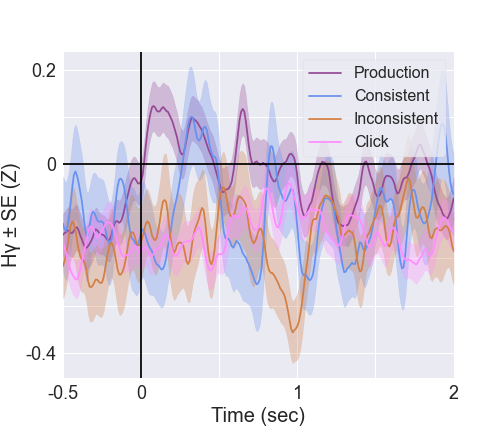 Hγ ± SE (Z)
0.2
0
-0.4
Production
Consistent
Inconsistent
Click
-0.5
0
1
2
Time (sec)